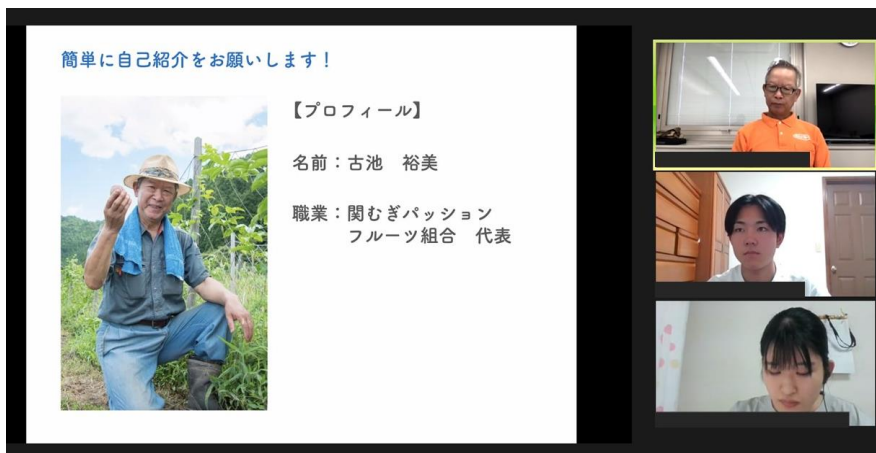 簡単に自己紹介をお願いします！
【プロフィール】
名前：古池　裕美
職業：関むぎパッション
フルーツ組合　代表